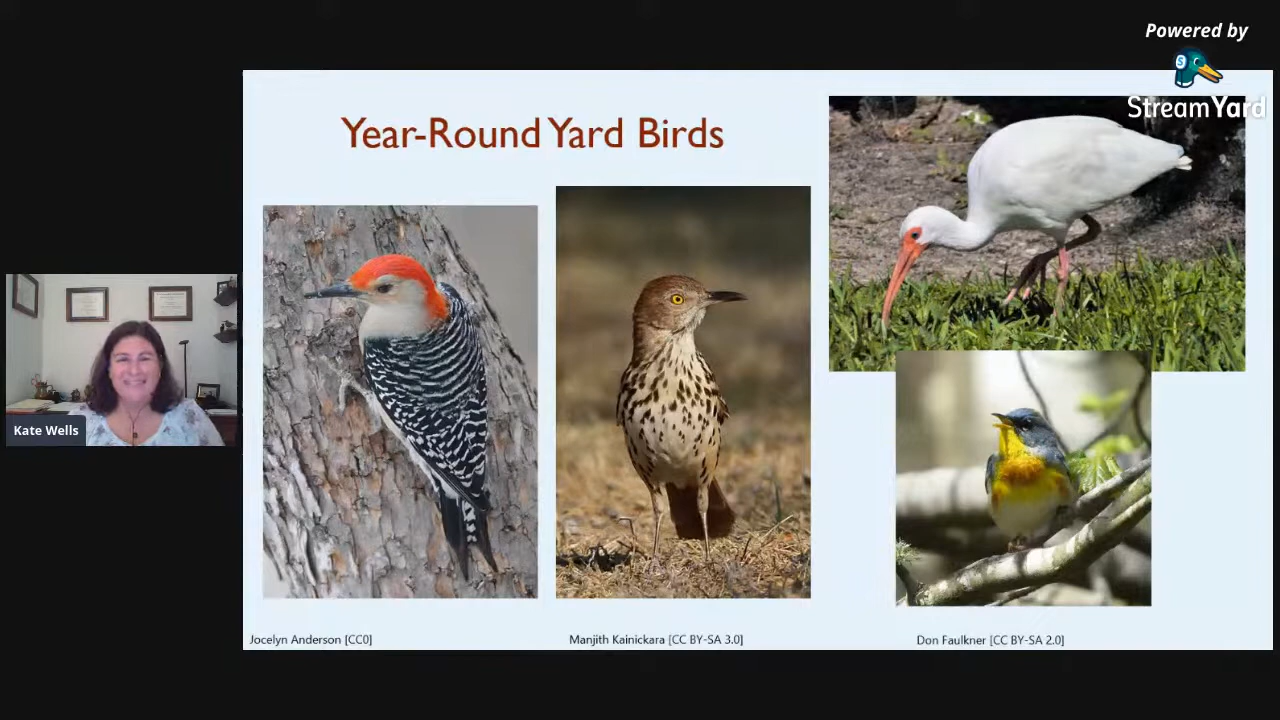 Powered by
StreamYard
Year-Round Yard Birds
Kate Wells
Jocelyn Anderson [CC0]
Manjith Kainickara [CC BY-SA 3.0]
Don Faulkner [CC BY-SA 2.0]